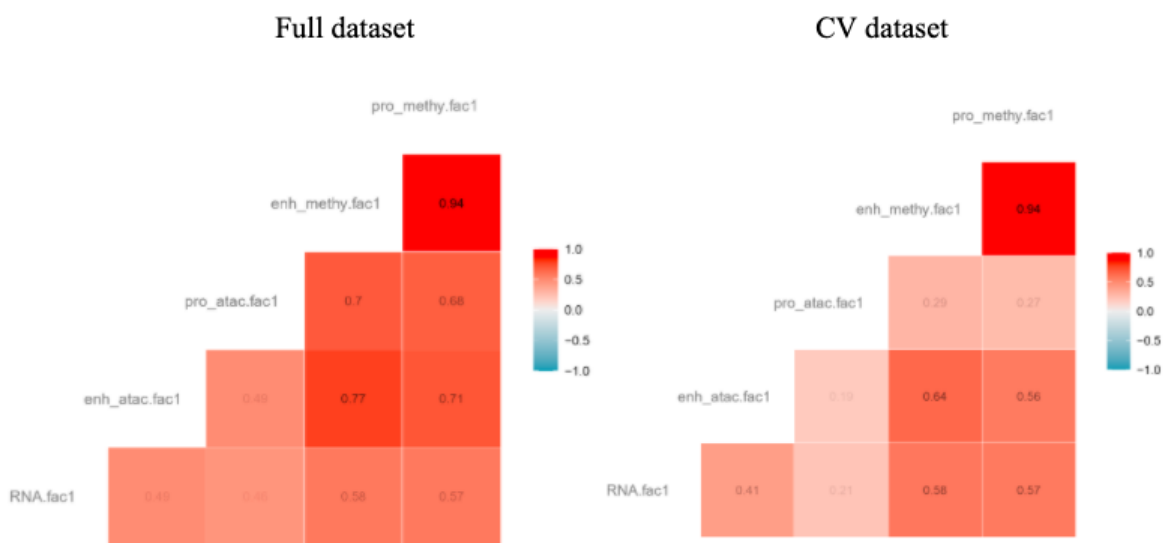 Full dataset
CV dataset
pro_methy.fac1
pro_methy.fac1
enh_methy.fac1
0.94
enh_methy.fac1
0.94
1.0
0.5
0.0
−0.5
−1.0
1.0
0.5
0.0
−0.5
−1.0
pro_atac.fac1
0.7
0.68
pro_atac.fac1
0.29
0.27
enh_atac.fac1
0.49
0.77
0.71
enh_atac.fac1
0.19
0.64
0.56
RNA.fac1
0.49
0.46
0.58
0.57
RNA.fac1
0.41
0.21
0.58
0.57